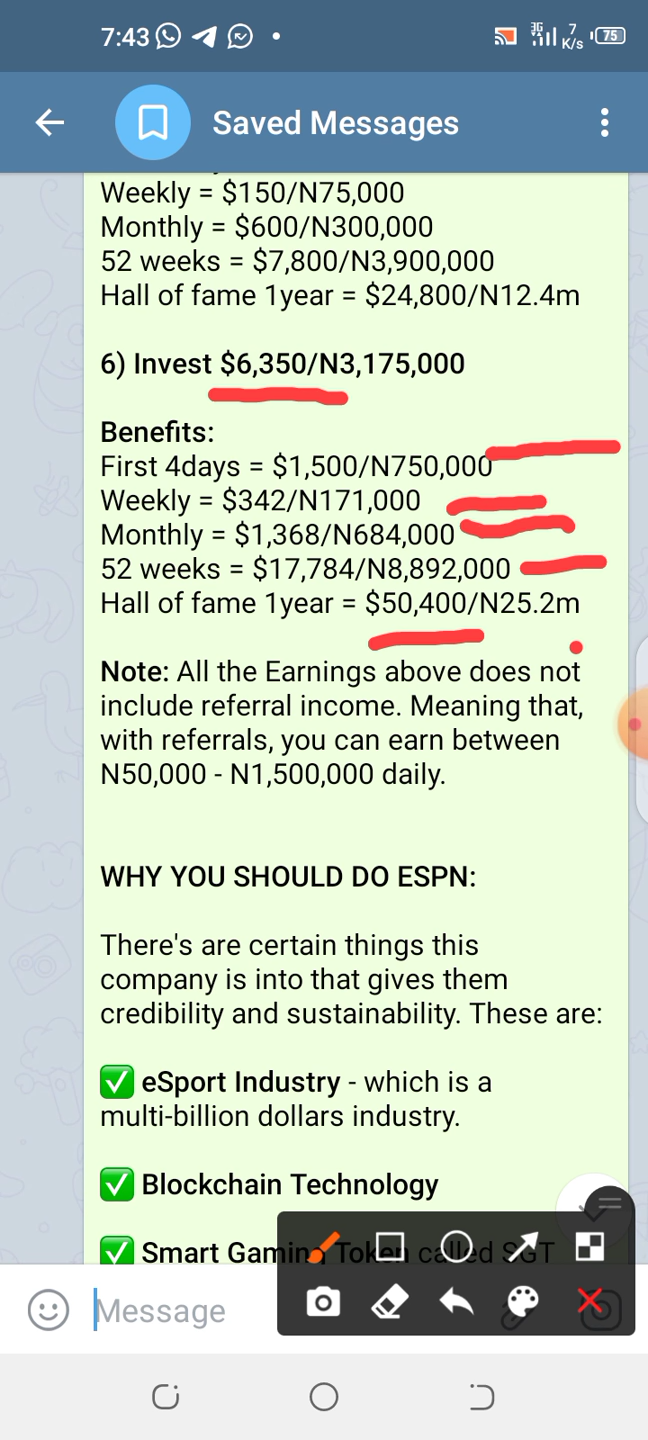 7:43
3G
7
K/s
75
Saved Messages
Weekly = $150/N75,000
Monthly = $600/N300,000
52 weeks = $7,800/N3,900,000
Hall of fame 1year = $24,800/N12.4m
6) Invest $6,350/N3,175,000
Benefits:
First 4days = $1,500/N750,000
Weekly = $342/N171,000
Monthly = $1,368/N684,000
52 weeks = $17,784/N8,892,000
Hall of fame 1year = $50,400/N25.2m
Note: All the Earnings above does not
include referral income. Meaning that,
with referrals, you can earn between
N50,000 - N1,500,000 daily.
WHY YOU SHOULD DO ESPN:
There's are certain things this
company is into that gives them
credibility and sustainability. These are:
✅ eSport Industry - which is a
multi-billion dollars industry.
✅ Blockchain Technology
✅ Smart Gaming Token called SGT
Message